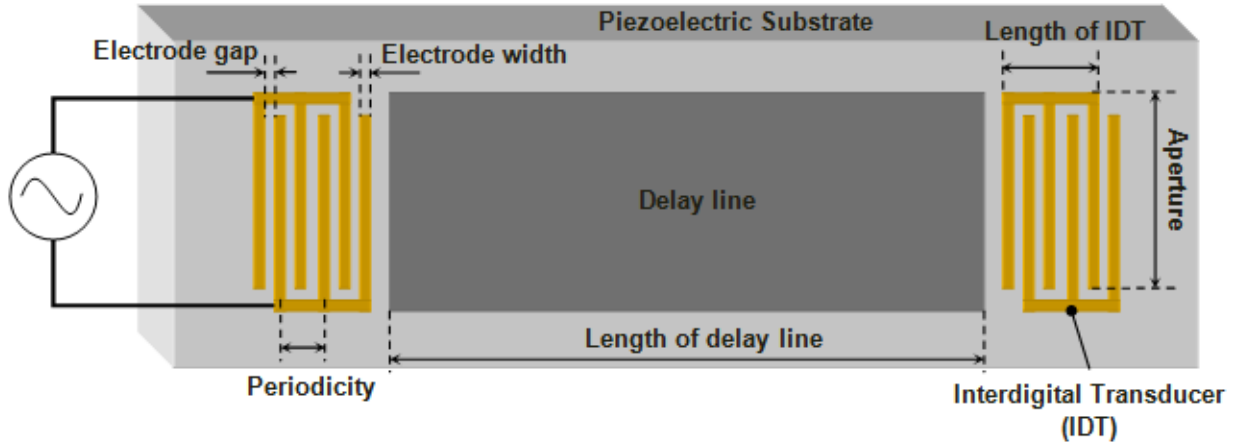 Piezoelectric Substrate
Electrode gap
Electrode width
Length of IDT
Aperture
Delay line
Length of delay line
Periodicity
Interdigital Transducer
(IDT)